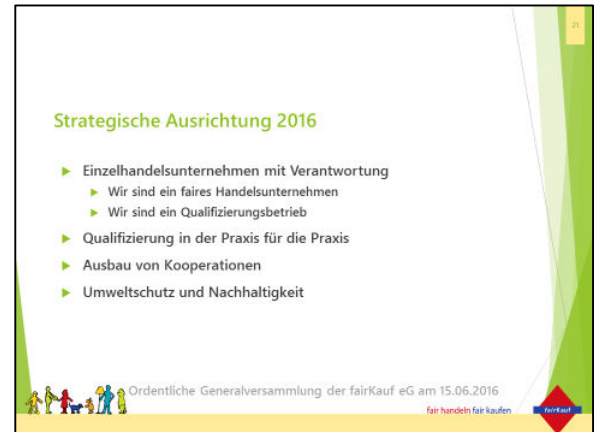 21
Strategische Ausrichtung 2016
Einzelhandelsunternehmen mit Verantwortung
Wir sind ein faires Handelsunternehmen
Wir sind ein Qualifizierungsbetrieb
Qualifizierung in der Praxis für die Praxis
Ausbau von Kooperationen
Umweltschutz und Nachhaltigkeit
Ordentliche Generalversammlung der fairKauf eG am 15.06.2016
fair handeln fair kaufen
fairKauf